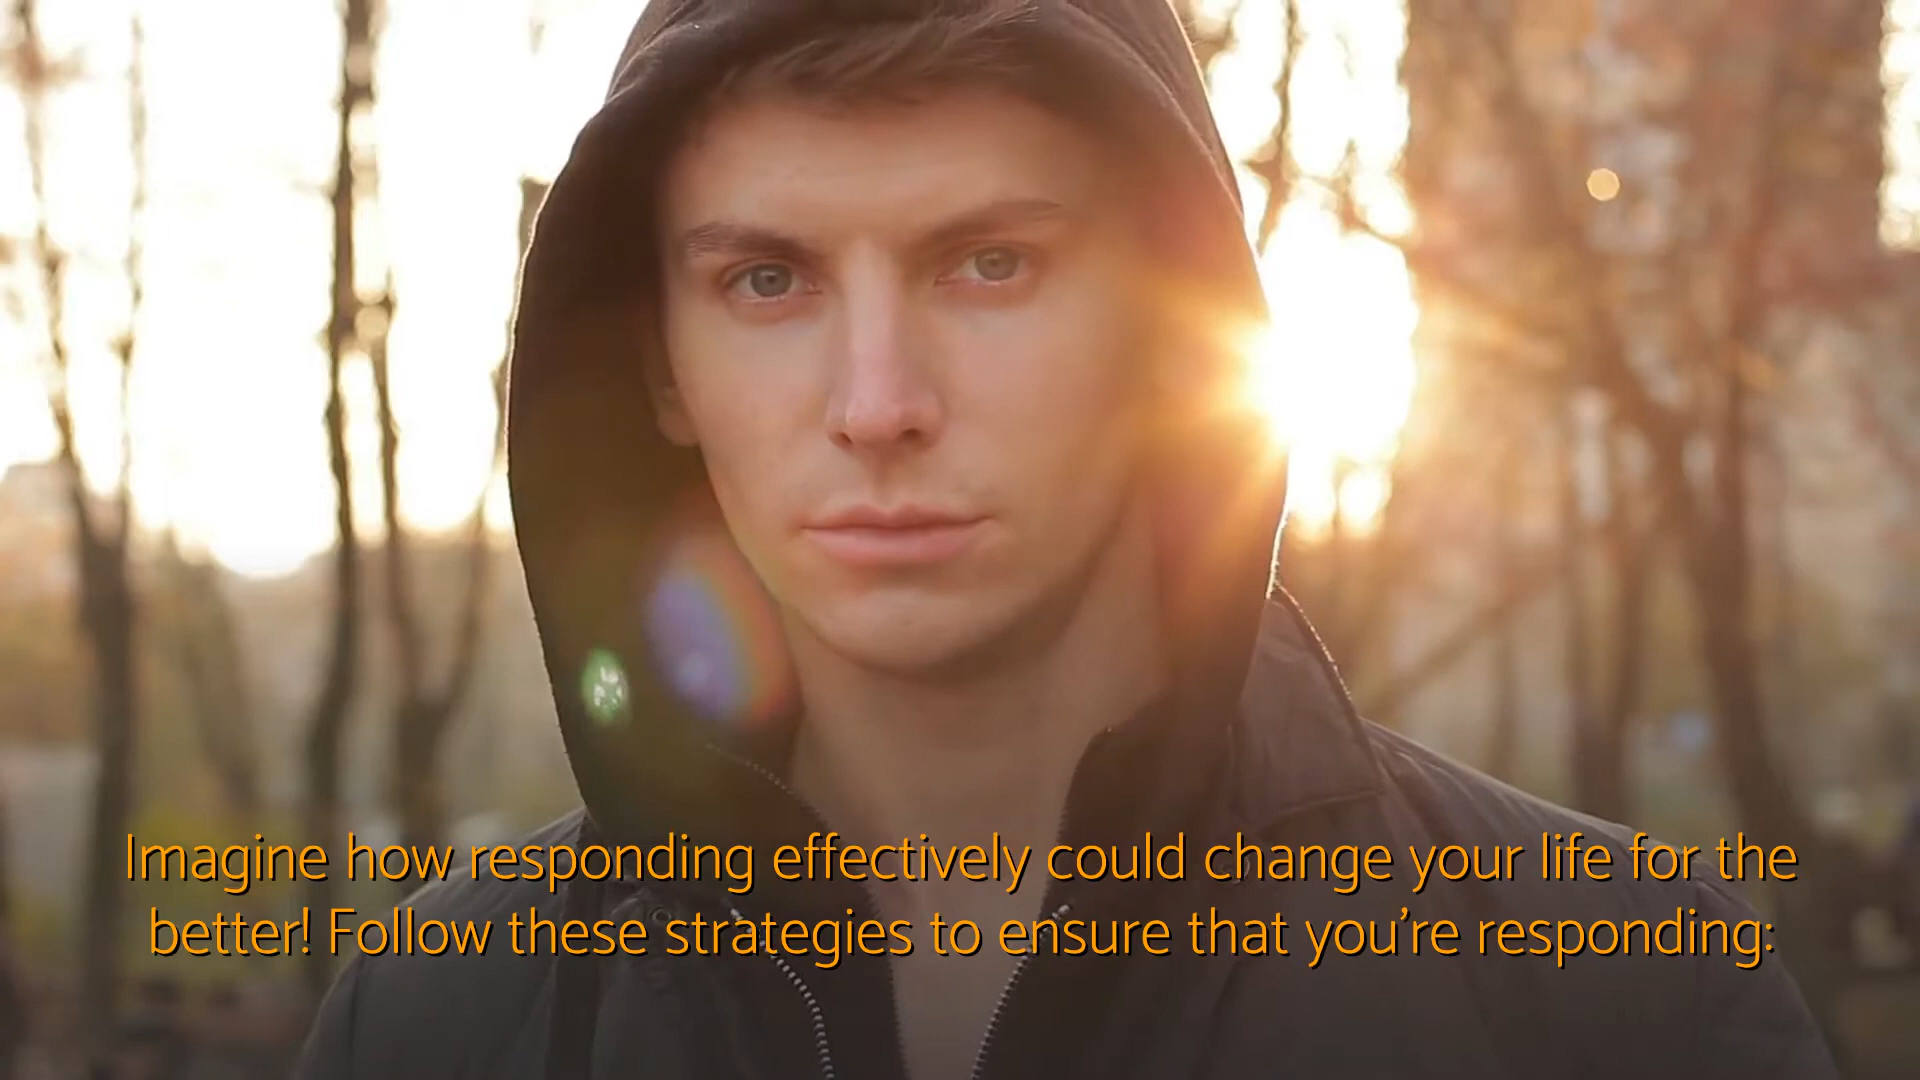 Imagine how responding effectively could change your life for the
better! Follow these strategies to ensure that you’re responding: